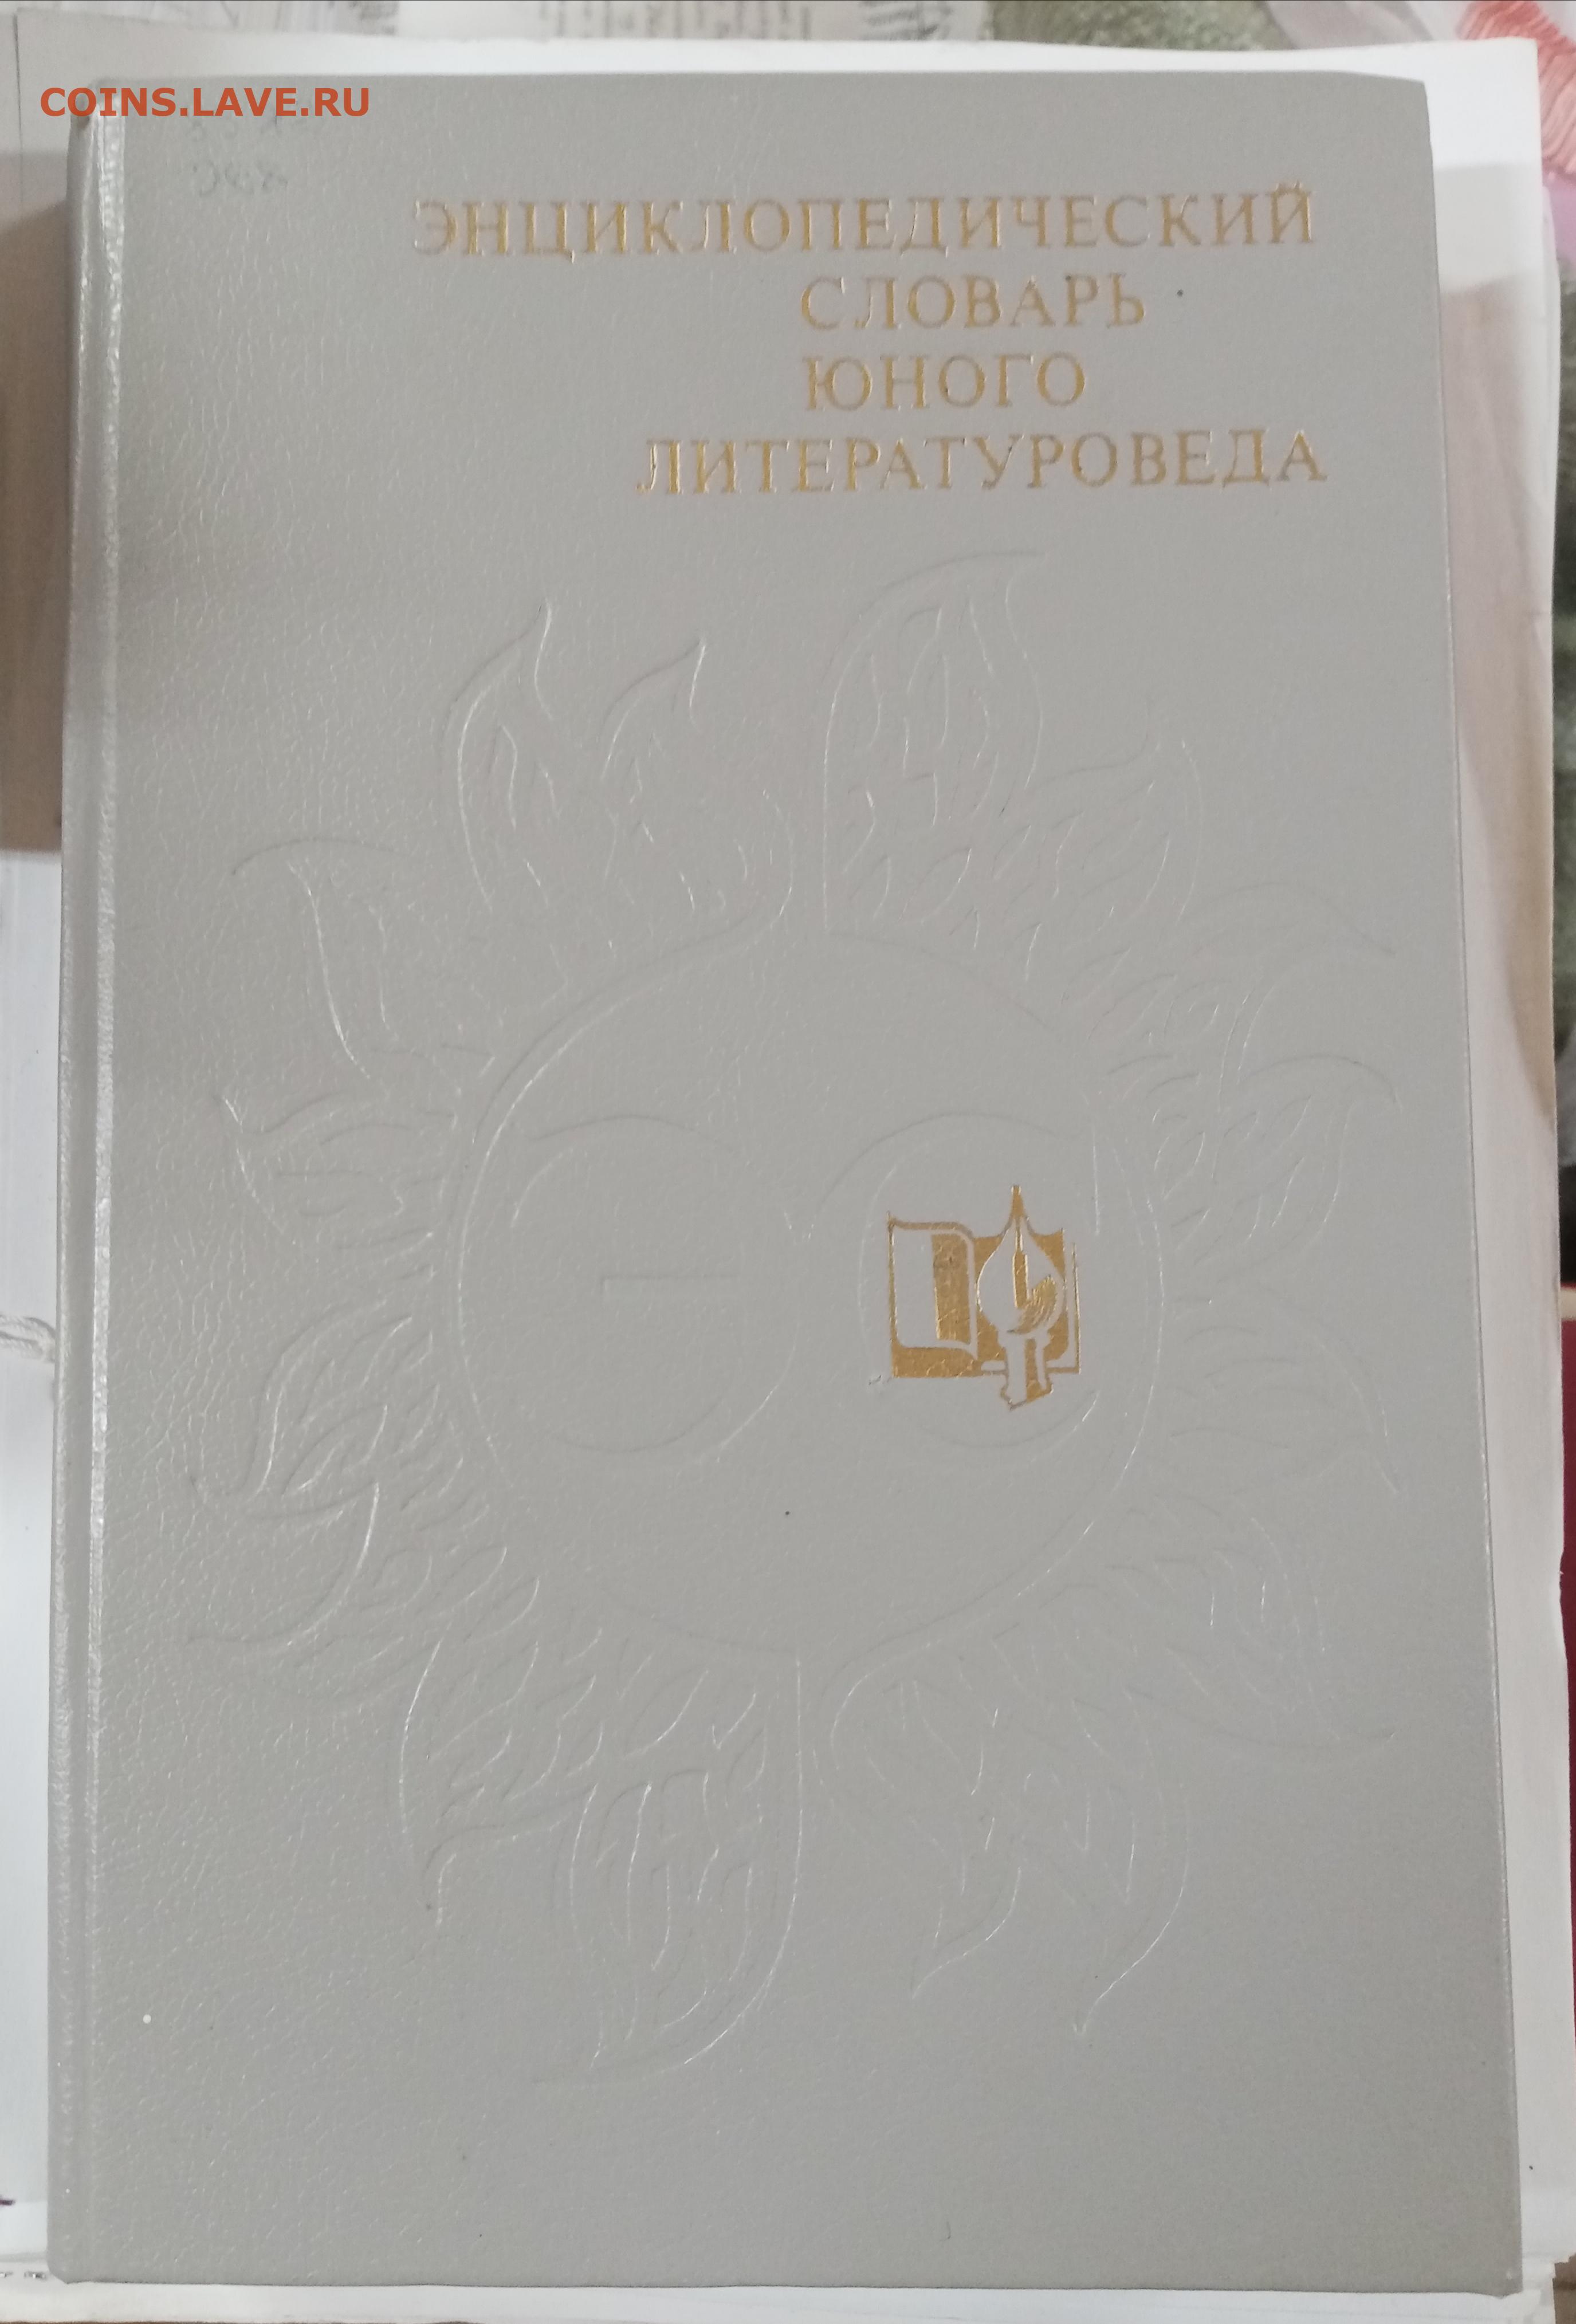 COINS.LAVE.RU
ЭНЦИКЛОПЕДИЧЕСКИЙ
СЛОВАРЬ
ЮНОГО
ЛИТЕРАТУРОВЕДА